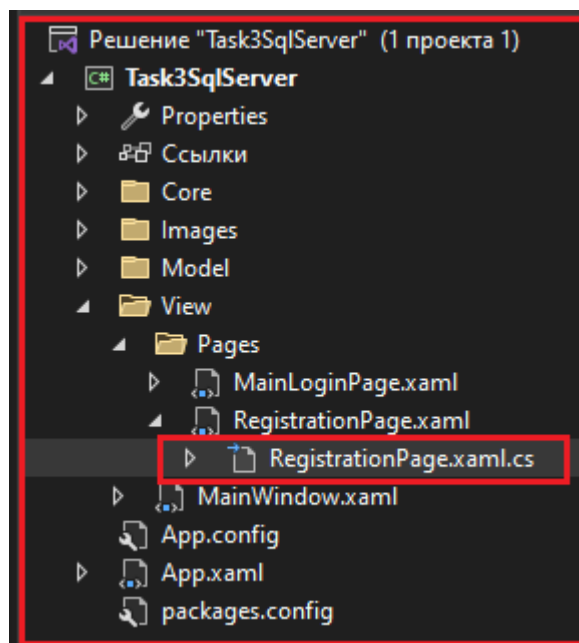 Решение "Task3SqlServer" (1 проекта 1)
C# Task3SqlServer
Properties
Ссылки
Core
Images
Model
View
Pages
MainLoginPage.xaml
RegistrationPage.xaml
RegistrationPage.xaml.cs
MainWindow.xaml
App.config
App.xaml
packages.config